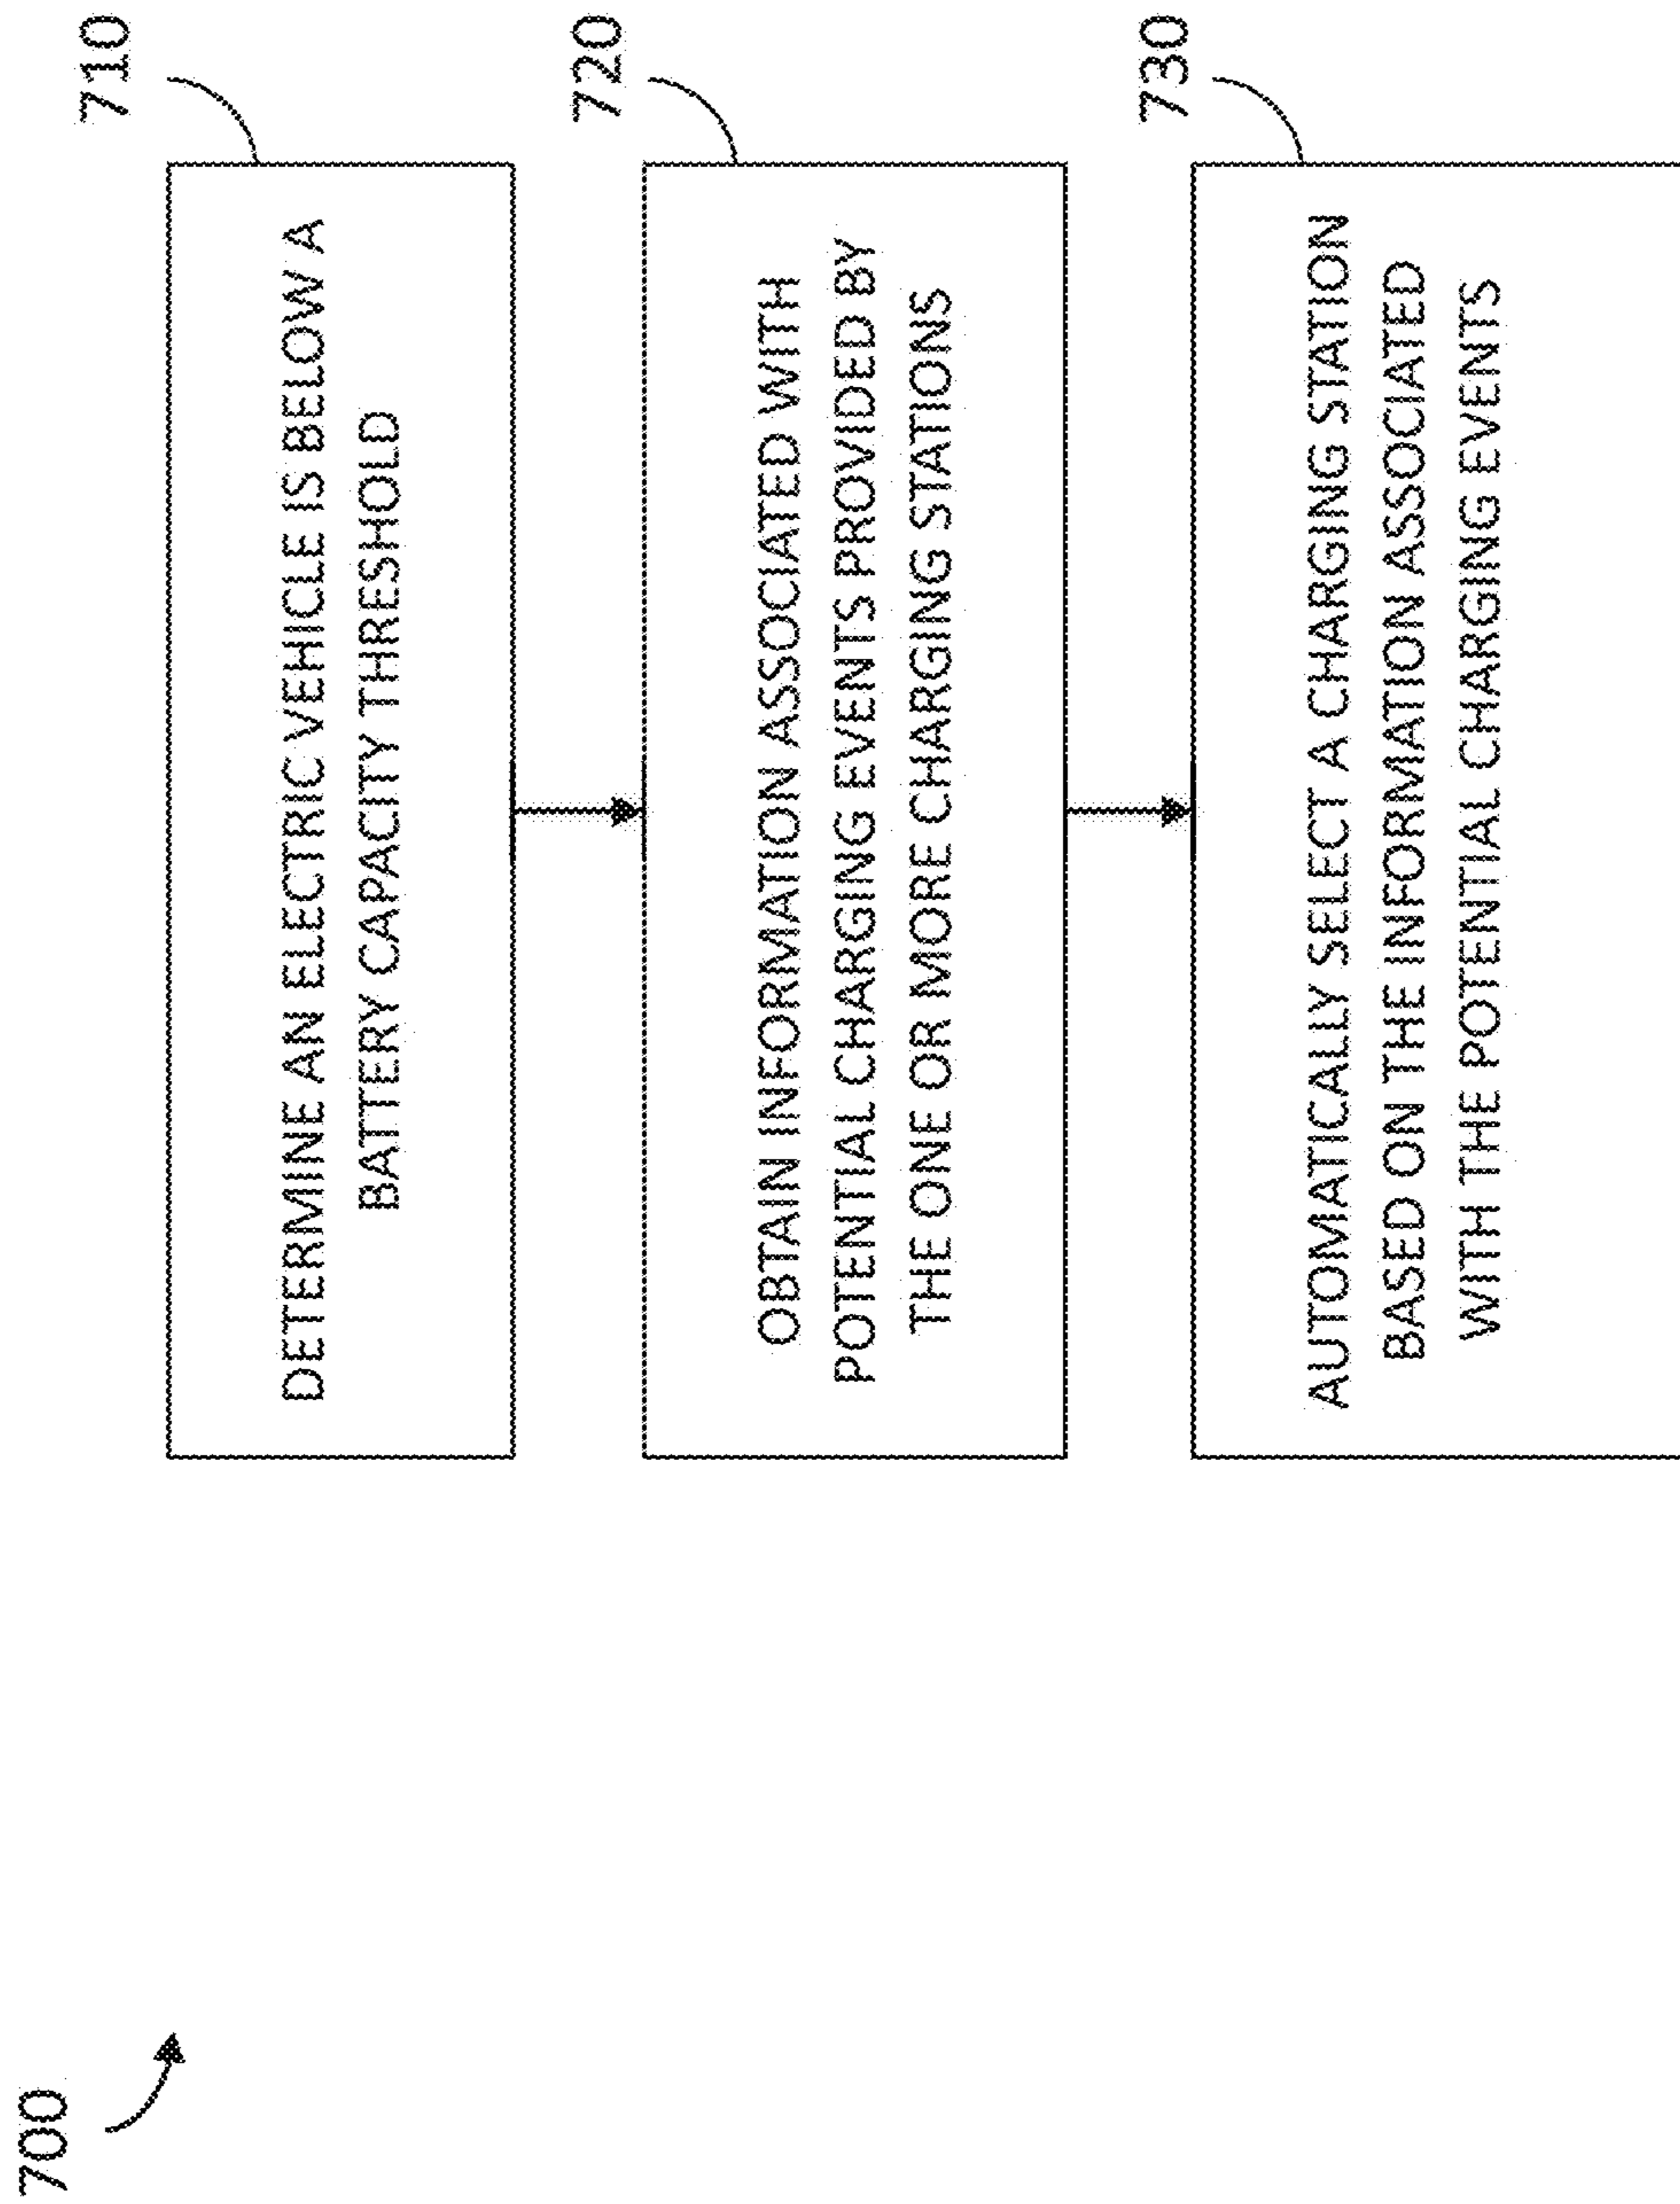 700
710
DETERMINE AN ELECTRIC VEHICLE IS BELOW A
BATTERY CAPACITY THRESHOLD
720
OBTAIN INFORMATION ASSOCIATED WITH
POTENTIAL CHARGING EVENTS PROVIDED BY
THE ONE OR MORE CHARGING STATIONS
730
AUTOMATICALLY SELECT A CHARGING STATION
BASED ON THE INFORMATION ASSOCIATED
WITH THE POTENTIAL CHARGING EVENTS